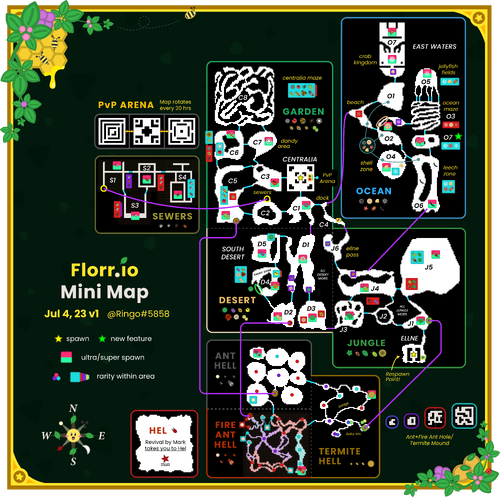 EAST WATERS
crab
kingdom
O7
jellyfish
fields
O5
O1
beach
ocean
maze
O3
O2
O7
shell
zone
O4
leech
zone
O6
OCEAN
centralia maze
C8
GARDEN
PvP ARENA
Map rotates
every 20 hrs
C6
C7
dandy
area
CENTRALIA
PvP
Arena
C5
C3
sewers
C2
C1
dock
C4
S1
S2
S3
S4
SEWERS
SOUTH
DESERT
D5
D1
D4
D2
D3
DESERT
J6
ellne
pass
J5
J4
J3
J2
J1
ELLNE
JUNGLE
Respawn
Point!
Florr.io
Mini Map
Jul 4, 23 v1
@Ringo#5858
spawn
new feature
ultra/super spawn
rarity within area
N
W
E
S
HEL
Revival by Mark
takes you to Hel
ANT
HELL
FIRE
ANT
HELL
TERMITE
HELL
Ant+Fire Ant Hole/
Termite Mound